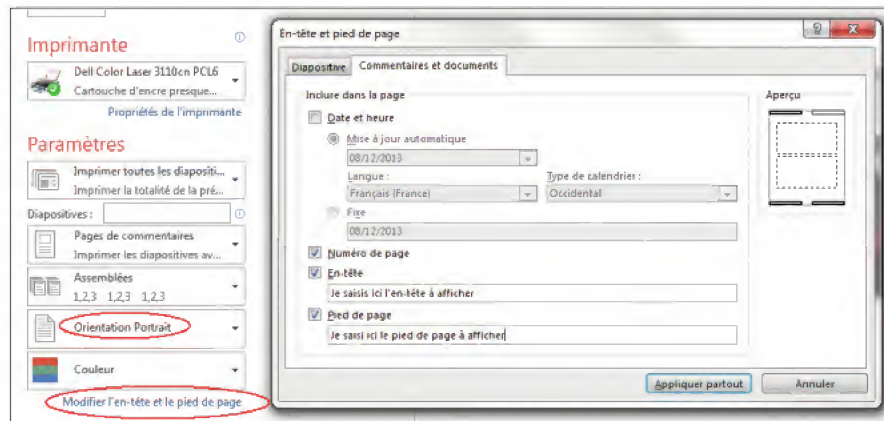 Imprimante
Dell Color Laser 3110cn PCL6
Cartouche d'encre presque...
Propriétés de l'imprimante
Paramètres
Imprimer toutes les diapositi...
Imprimer la totalité de la pré...
Diapositives :
Pages de commentaires
Imprimer les diapositives av...
Assemblées
1,2,3 1,2,3 1,2,3
Orientation Portrait
Couleur
Modifier l'en-tête et le pied de page
En-tête et pied de page
Diapositive Commentaires et documents
Inclure dans la page
Aperçu
Date et heure
Mise à jour automatique
08/12/2013
Langue : Type de calendrier :
Français (France) Occidental
Fixe
08/12/2013
Numéro de page
En-tête
Je saisis ici l'en-tête à afficher
Pied de page
Je saisi ici le pied de page à afficher
Appliquer partout Annuler